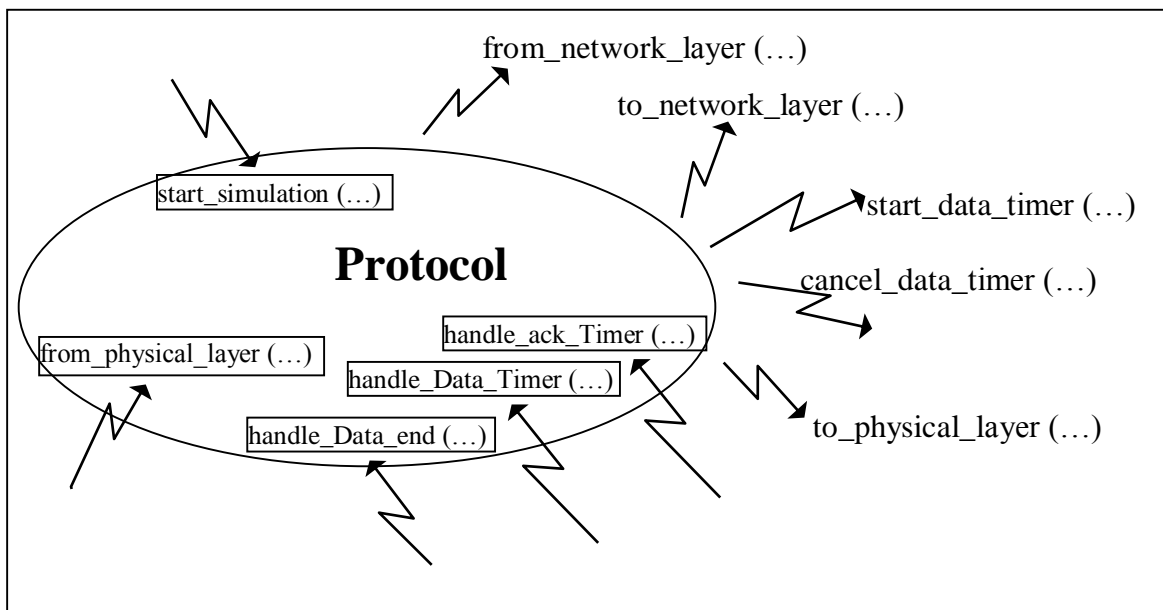 from_network_layer (…)
to_network_layer (…)
start_simulation (…)
start_data_timer (…)
Protocol
cancel_data_timer (…)
handle_ack_Timer (…)
from_physical_layer (…)
handle_Data_Timer (…)
to_physical_layer (…)
handle_Data_end (…)